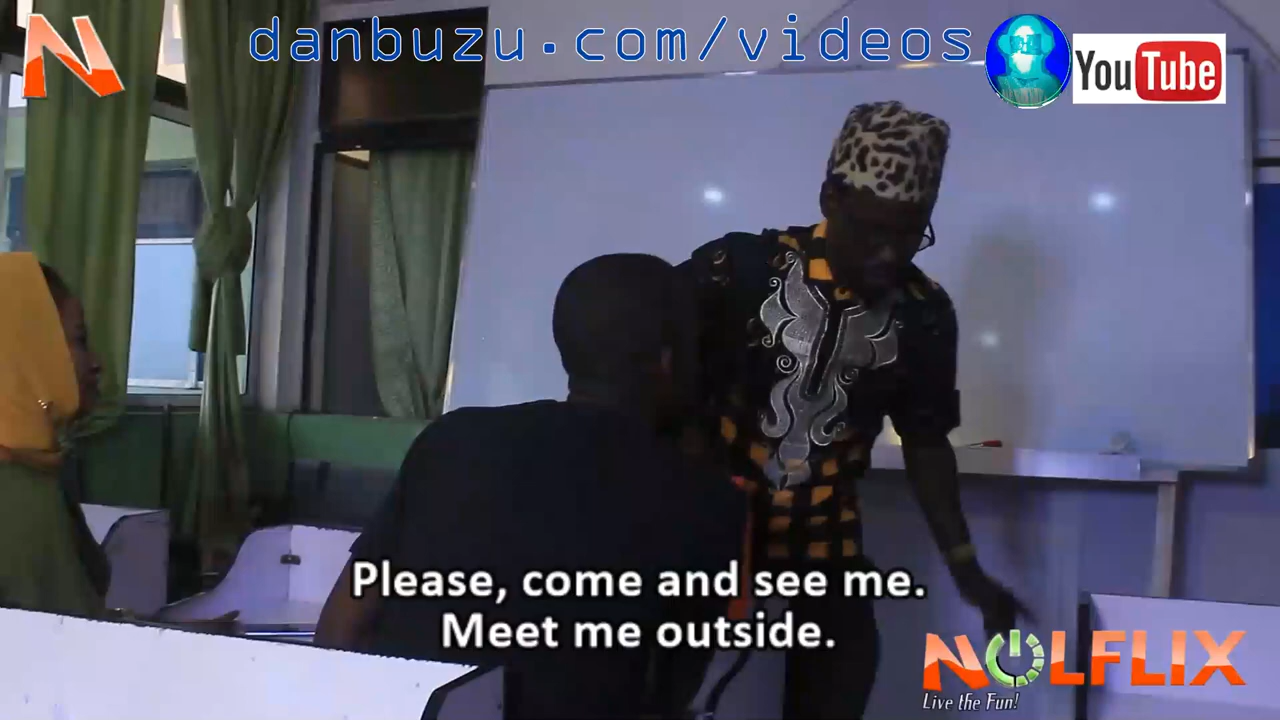 N
danbuzu.com/videos
YouTube
Please, come and see me.
Meet me outside.
NOLFLIX
Live the Fun!